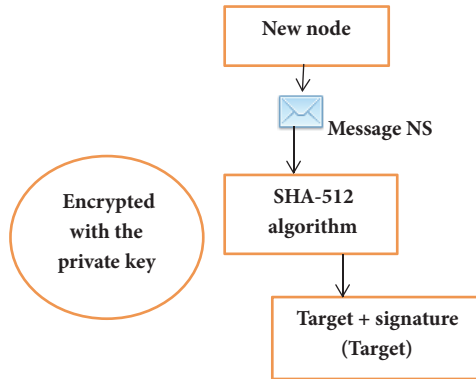 New node
Message NS
Encrypted
with the
private key
SHA-512
algorithm
Target + signature
(Target)